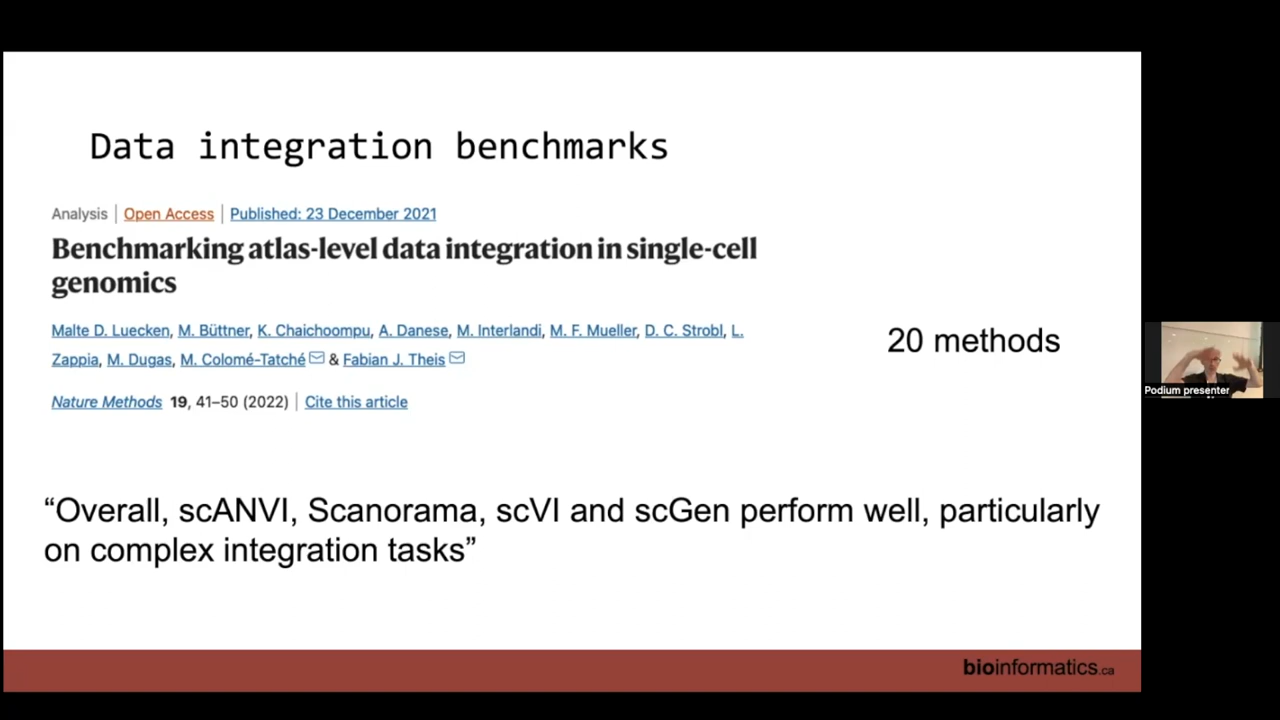 Data integration benchmarks
Analysis | Open Access | Published: 23 December 2021
Benchmarking atlas-level data integration in single-cell
genomics
Malte D. Luecken, M. Büttner, K. Chaichoompu, A. Danese, M. Interlandi, M. F. Mueller, D. C. Strobl, L.
Zappia, M. Dugas, M. Colomé-Tatché & Fabian J. Theis
Nature Methods 19, 41–50 (2022) | Cite this article
20 methods
“Overall, scANVI, Scanorama, scVI and scGen perform well, particularly
on complex integration tasks”
bioinformatics.ca
Podium presenter